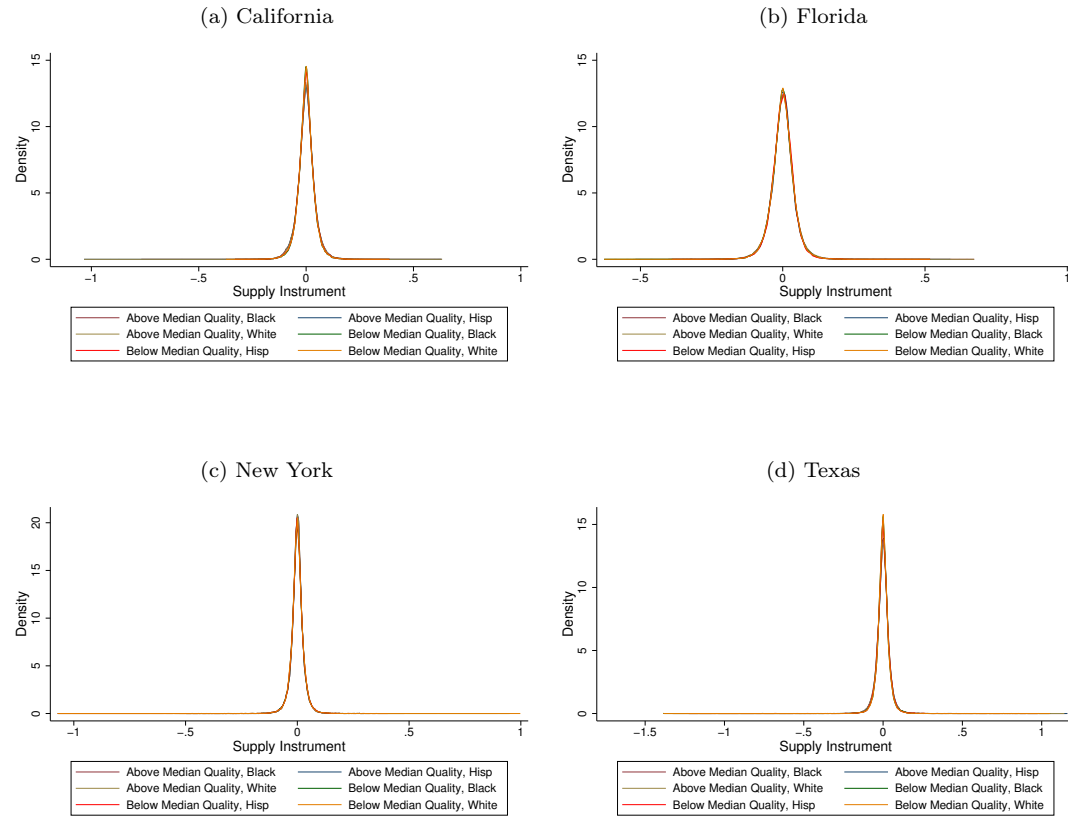 (a) California
15
10
5
0
Density
−1
−.5
0
.5
1
Supply Instrument
Above Median Quality, Black
Above Median Quality, Hisp
Above Median Quality, White
Below Median Quality, Black
Below Median Quality, Hisp
Below Median Quality, White
(b) Florida
15
10
5
0
Density
−.5
0
.5
1
Supply Instrument
Above Median Quality, Black
Above Median Quality, Hisp
Above Median Quality, White
Below Median Quality, Black
Below Median Quality, Hisp
Below Median Quality, White
(c) New York
20
15
10
5
0
Density
−1
−.5
0
.5
1
Supply Instrument
Above Median Quality, Black
Above Median Quality, Hisp
Above Median Quality, White
Below Median Quality, Black
Below Median Quality, Hisp
Below Median Quality, White
(d) Texas
15
10
5
0
Density
−1.5
−1
−.5
0
.5
1
Supply Instrument
Above Median Quality, Black
Above Median Quality, Hisp
Above Median Quality, White
Below Median Quality, Black
Below Median Quality, Hisp
Below Median Quality, White